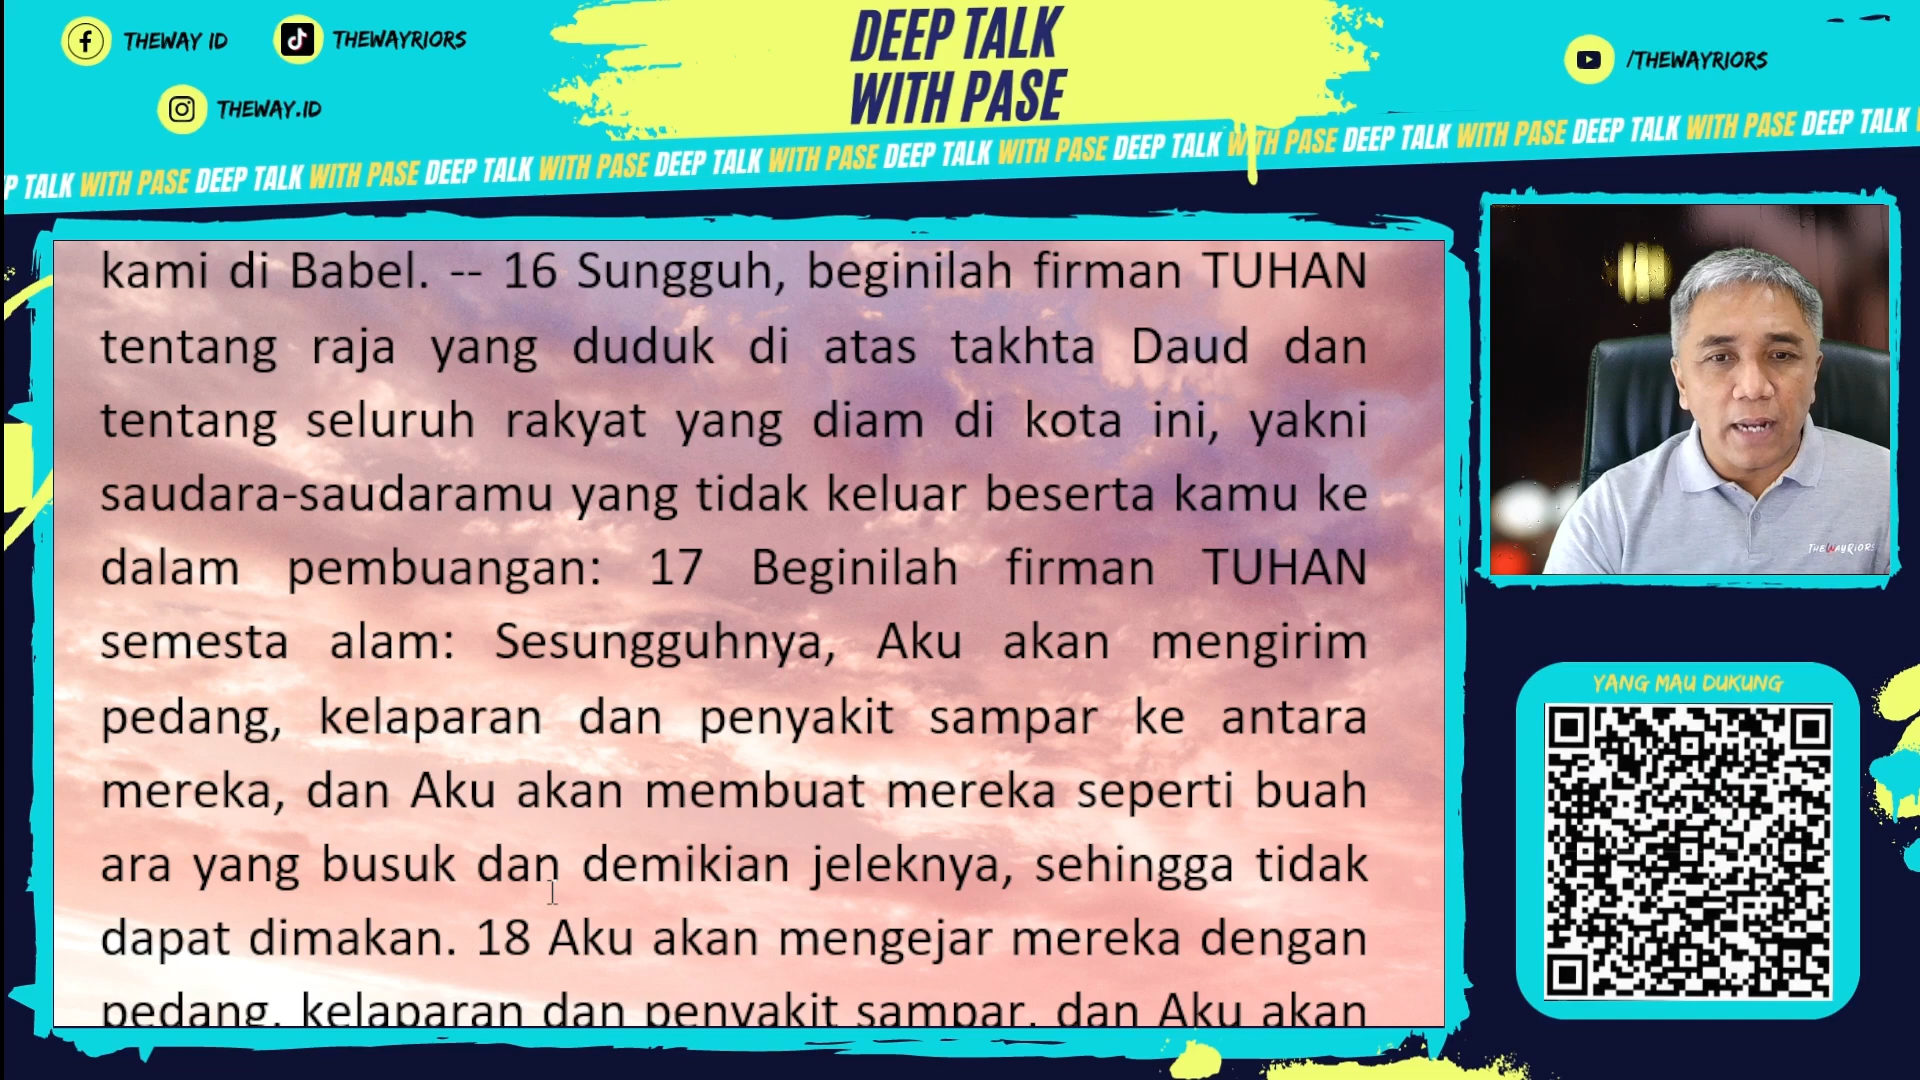 THEWAY ID
THEWAYRIORS
THEWAY.ID
DEEP TALK
WITH PASE
/THEWAYRIORS
P TALK WITH PASE DEEP TALK WITH PASE DEEP TALK WITH PASE DEEP TALK WITH PASE DEEP TALK WITH PASE DEEP TALK WITH PASE DEEP TALK WITH PASE DEEP TALK WITH PASE DEEP TALK
kami di Babel. -- 16 Sungguh, beginilah firman TUHAN
tentang raja yang duduk di atas takhta Daud dan
tentang seluruh rakyat yang diam di kota ini, yakni
saudara-saudaramu yang tidak keluar beserta kamu ke
dalam pembuangan: 17 Beginilah firman TUHAN
semesta alam: Sesungguhnya, Aku akan mengirim
pedang, kelaparan dan penyakit sampar ke antara
mereka, dan Aku akan membuat mereka seperti buah
ara yang busuk dan demikian jeleknya, sehingga tidak
dapat dimakan. 18 Aku akan mengejar mereka dengan
pedang, kelaparan dan penyakit sampar, dan Aku akan
THEWAYRIORS
YANG MAU DUKUNG